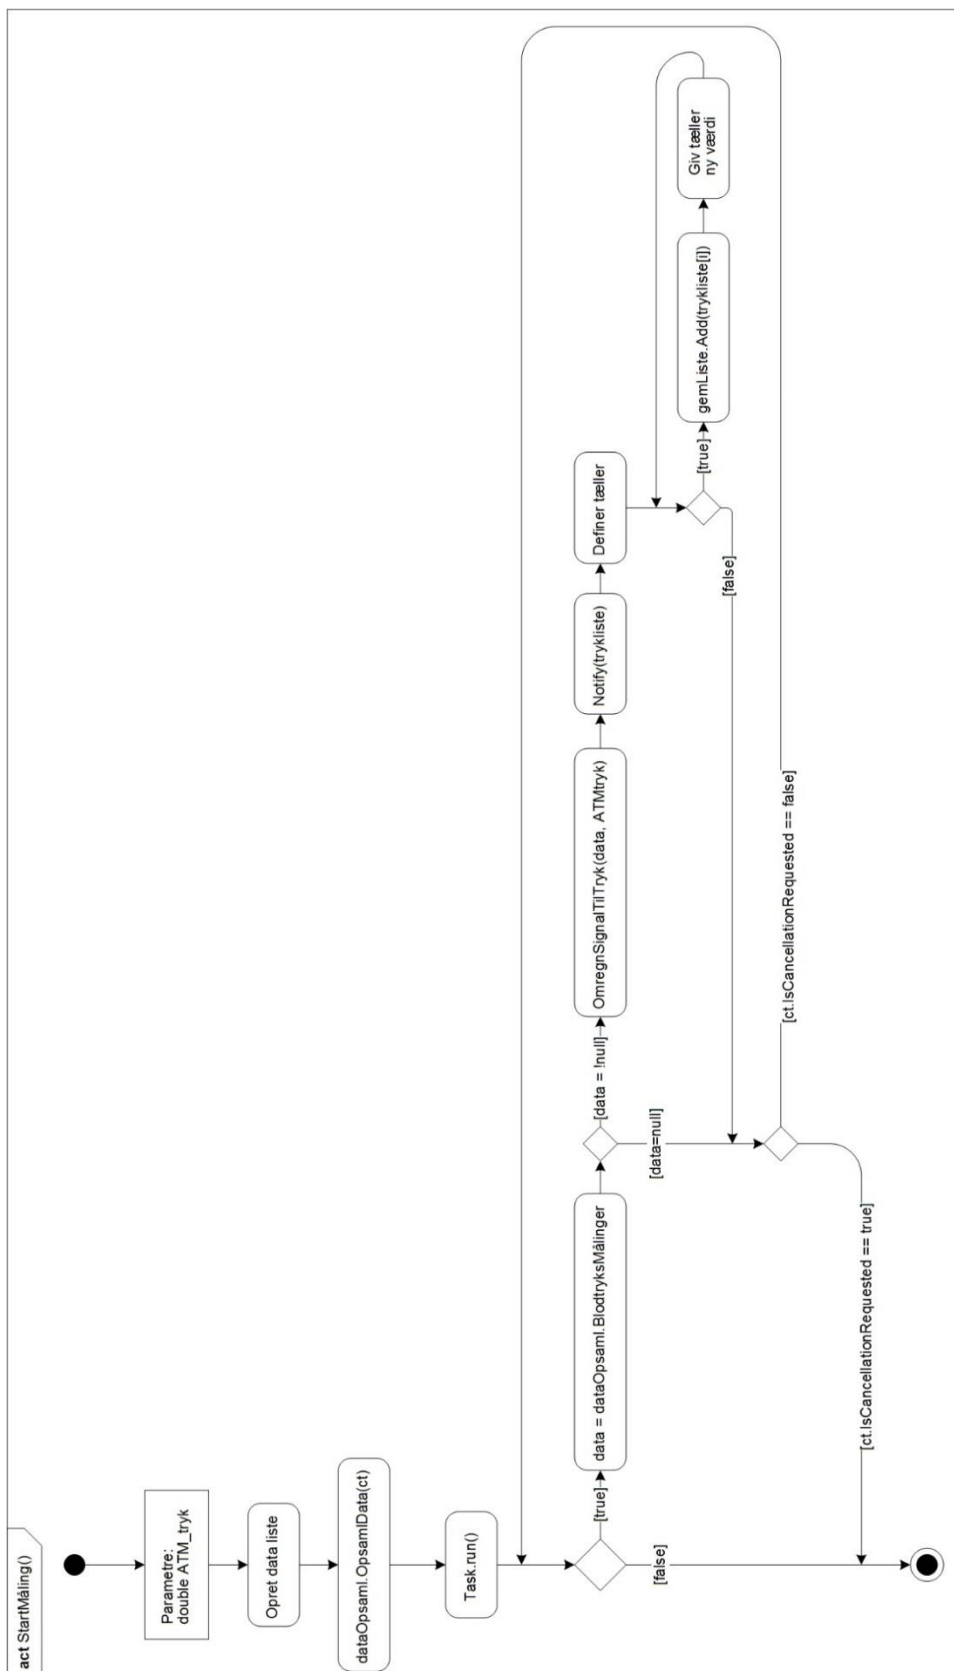 act StartMåling()
Parametre:
double ATM_tryk
Opret data liste
dataOpsaml.OpsamlData(ct)
Task.run()
[true]
[false]
data = dataOpsaml.BlodtryksMålinger
[data = !null]
[data=null]
OmregnSignalTilTryk(data, ATMtryk)
Notify(trykliste)
Definer tæller
[true]
[false]
gemListe.Add(trykliste[i])
Giv tæller
ny værdi
[ct.IsCancellationRequested == false]
[ct.IsCancellationRequested == true]